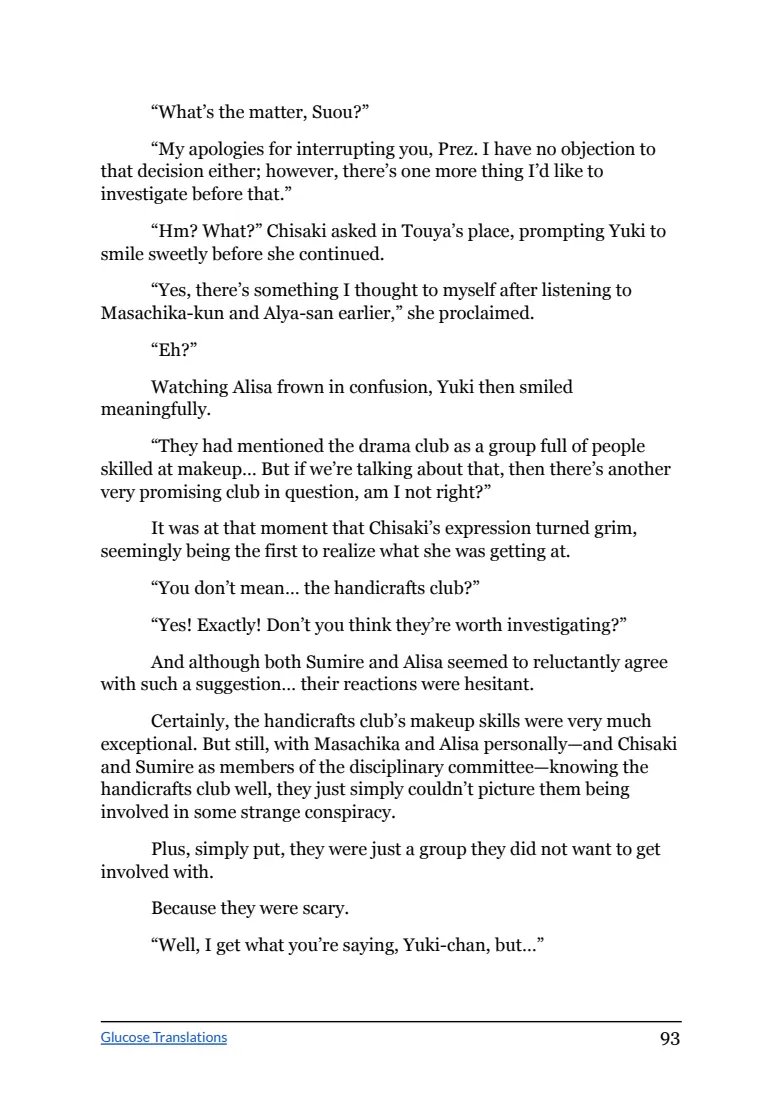 “What’s the matter, Suou?”
“My apologies for interrupting you, Prez. I have no objection to
that decision either; however, there’s one more thing I’d like to
investigate before that.”
“Hm? What?” Chisaki asked in Touya’s place, prompting Yuki to
smile sweetly before she continued.
“Yes, there’s something I thought to myself after listening to
Masachika-kun and Alya-san earlier,” she proclaimed.
“Eh?”
Watching Alisa frown in confusion, Yuki then smiled
meaningfully.
“They had mentioned the drama club as a group full of people
skilled at makeup... But if we’re talking about that, then there’s another
very promising club in question, am I not right?”
It was at that moment that Chisaki’s expression turned grim,
seemingly being the first to realize what she was getting at.
“You don’t mean... the handicrafts club?”
“Yes! Exactly! Don’t you think they’re worth investigating?”
And although both Sumire and Alisa seemed to reluctantly agree
with such a suggestion... their reactions were hesitant.
Certainly, the handicrafts club’s makeup skills were very much
exceptional. But still, with Masachika and Alisa personally—and Chisaki
and Sumire as members of the disciplinary committee—knowing the
handicrafts club well, they just simply couldn’t picture them being
involved in some strange conspiracy.
Plus, simply put, they were just a group they did not want to get
involved with.
Because they were scary.
“Well, I get what you’re saying, Yuki-chan, but...”
Glucose Translations
93